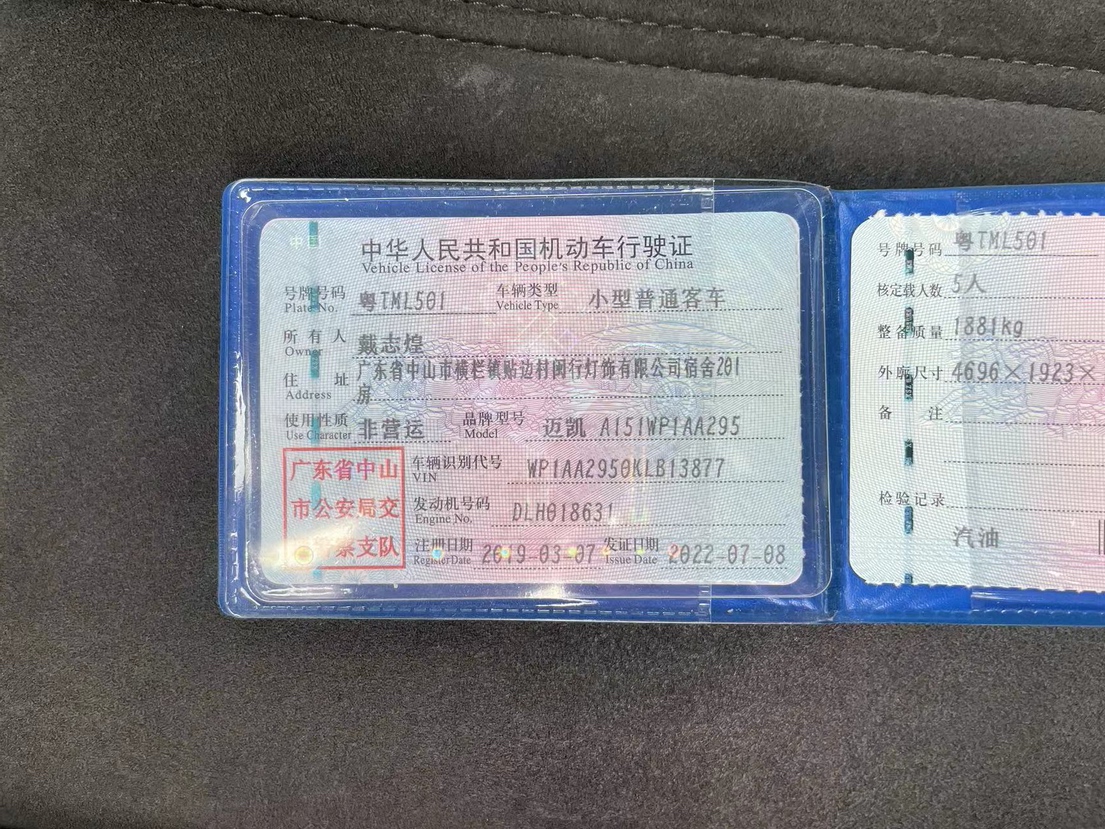 中国
中华人民共和国机动车行驶证
Vehicle License of the People's Republic of China
号牌号码 粤TML501 车辆类型 小型普通客车
Plate No. Vehicle Type
所有人 戴志煌
Owner
住址 广东省中山市横栏镇贴边村闽行灯饰有限公司宿舍201
Address 房
使用性质 非营运 品牌型号 迈凯 A151WP1AA295
Use Character Model
广东省中山
市公安局交
警察支队
车辆识别代号 WP1AA2950KLB13877
VIN
发动机号码 DLH018631
Engine No.
注册日期 2019-03-07 发证日期 2022-07-08
Register Date Issue Date
号牌号码 粤TML501
核定载人数 5人
整备质量 1881kg
外廓尺寸 4696×1923×
备注
检验记录
汽油